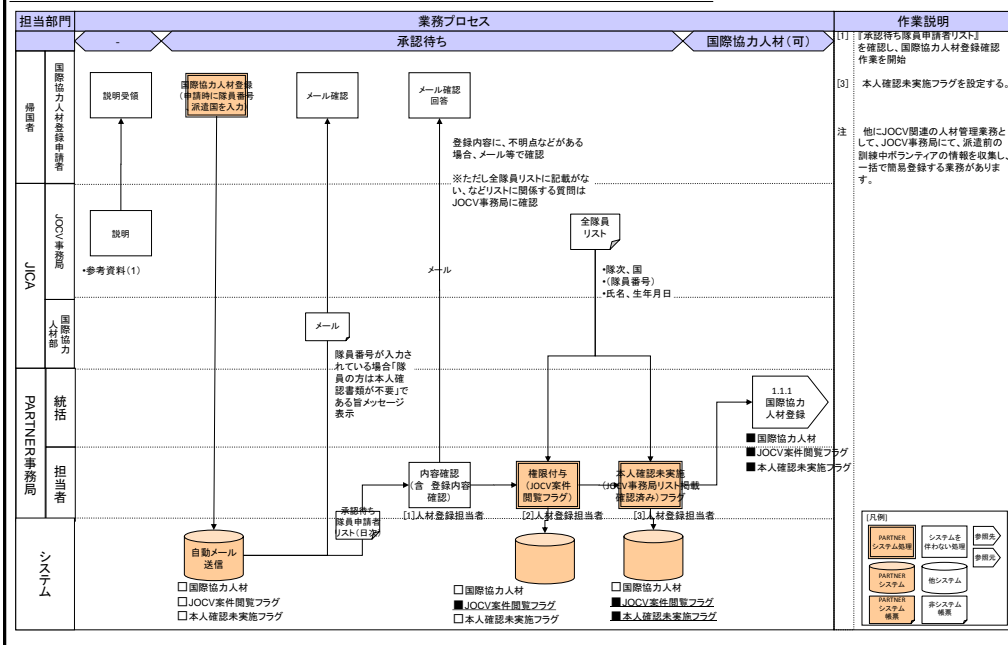 担当部門
業務プロセス
作業説明
-
承認待ち
国際協力人材(可)
帰国者
国際協力人材登録申請者
説明受領
国際協力人材登録
(申請時に隊員番号
、派遣国を入力)
メール確認
メール確認
回答
登録内容に、不明点などがある
場合、メール等で確認
※ただし全隊員リストに記載がな
い、などリストに関係する質問は
JOCV事務局に確認
JICA
JOCV事務局
説明
•参考資料(1)
メール
全隊員
リスト
•隊次、国
•(隊員番号)
•氏名、生年月日
国際協力
人材部
メール
隊員番号が入力さ
れている場合「隊
員の方は本人確
認書類が不要」で
ある旨メッセージ
表示
PARTNER事務局
統括
1.1.1
国際協力
人材登録
■国際協力人材
■JOCV案件閲覧フラグ
■本人確認未実施フラグ
担当者
内容確認
(含 登録内容
確認)
[1]人材登録担当者
権限付与
(JOCV案件
閲覧フラグ)
[2]人材登録担当者
本人確認未実施
(JOCV事務局リスト掲載
確認済み)フラグ
[3]人材登録担当者
承認待ち
隊員申請者
リスト(日次)
システム
自動メール
送信
□国際協力人材
□JOCV案件閲覧フラグ
□本人確認未実施フラグ
□国際協力人材
■JOCV案件閲覧フラグ
□本人確認未実施フラグ
□国際協力人材
■JOCV案件閲覧フラグ
■本人確認未実施フラグ
[1] 『承認待ち隊員申請者リスト』
を確認し、国際協力人材登録確認
作業を開始
[3] 本人確認未実施フラグを設定する。
注 他にJOCV関連の人材管理業務と
して、JOCV事務局にて、派遣前の
訓練中ボランティアの情報を収集し、
一括で簡易登録する業務がありま
す。
[凡例]
PARTNER
システム処理
システムを
伴わない処理
参照先
参照元
PARTNER
システム
他システム
PARTNER
システム
帳票
非システム
帳票